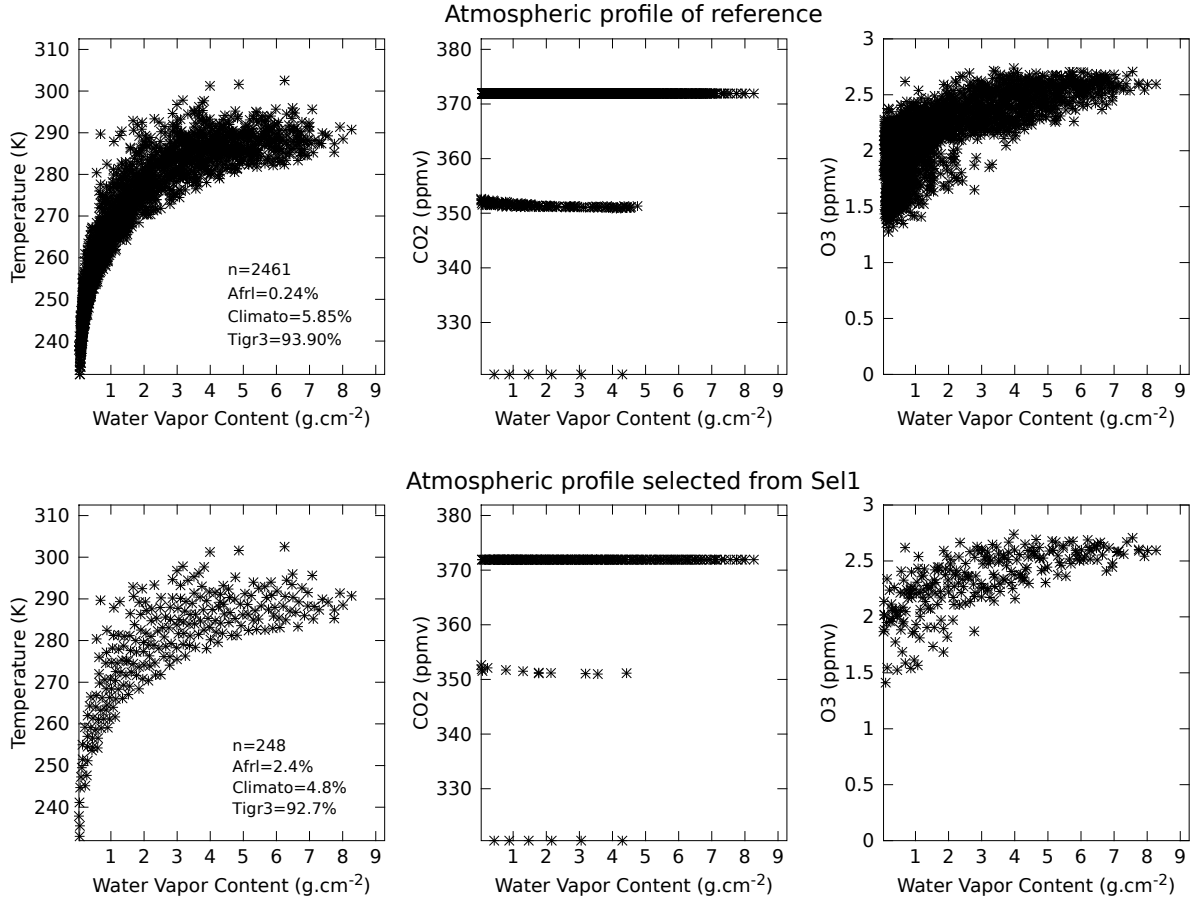 Atmospheric profile of reference
310
300
290
280
270
260
250
240
Temperature (K)
n=2461
Afrl=0.24%
Climato=5.85%
Tigr3=93.90%
1 2 3 4 5 6 7 8 9
Water Vapor Content (g.cm-2)
380
370
360
350
340
330
CO2 (ppmv)
1 2 3 4 5 6 7 8 9
Water Vapor Content (g.cm-2)
3
2.5
2
1.5
1
0.5
0
O3 (ppmv)
1 2 3 4 5 6 7 8 9
Water Vapor Content (g.cm-2)
Atmospheric profile selected from Sel1
310
300
290
280
270
260
250
240
Temperature (K)
n=248
Afrl=2.4%
Climato=4.8%
Tigr3=92.7%
1 2 3 4 5 6 7 8 9
Water Vapor Content (g.cm-2)
380
370
360
350
340
330
CO2 (ppmv)
1 2 3 4 5 6 7 8 9
Water Vapor Content (g.cm-2)
3
2.5
2
1.5
1
0.5
0
O3 (ppmv)
1 2 3 4 5 6 7 8 9
Water Vapor Content (g.cm-2)